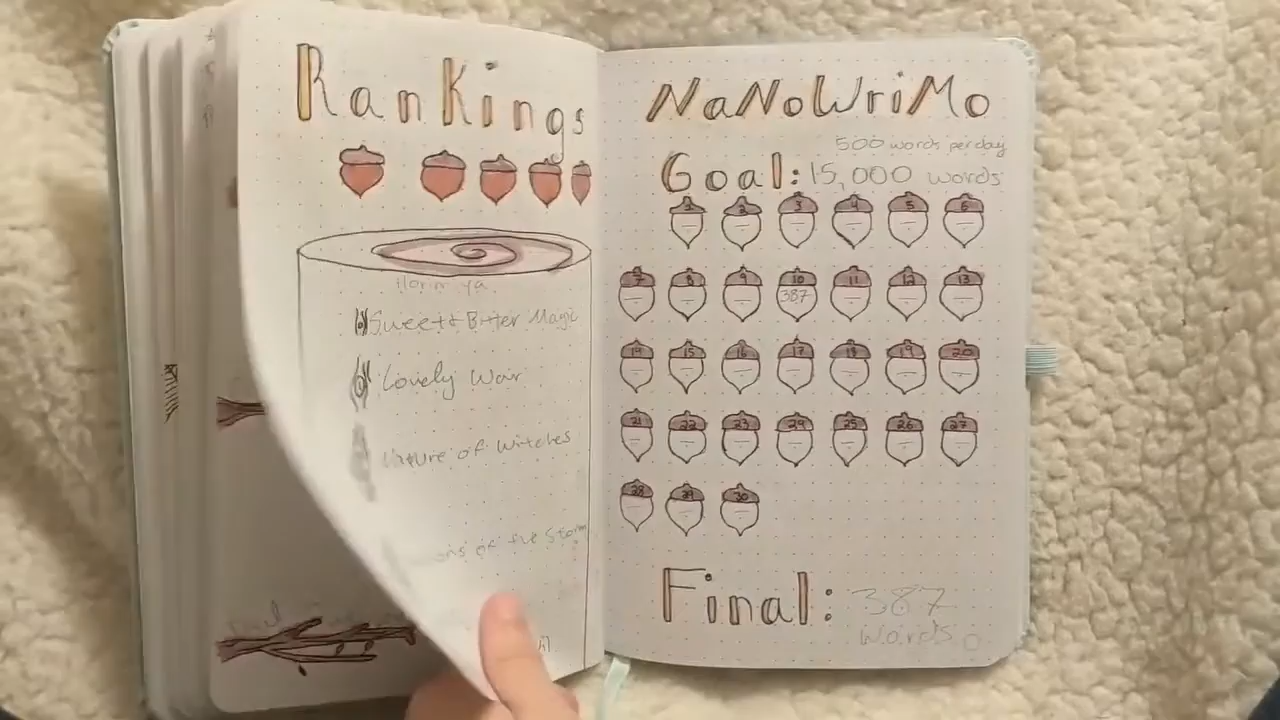 Rankings
Sweet & Bitter Magic
Lovely War
of Witches
of the Storm
NaNoWriMo
500 words per day
Goal: 15,000 words
1 2 3 4 5 6
7 8 9 10 11 12 13
387
14 15 16 17 18 19 20
21 22 23 24 25 26 27
28 29 30
Final: 387
words